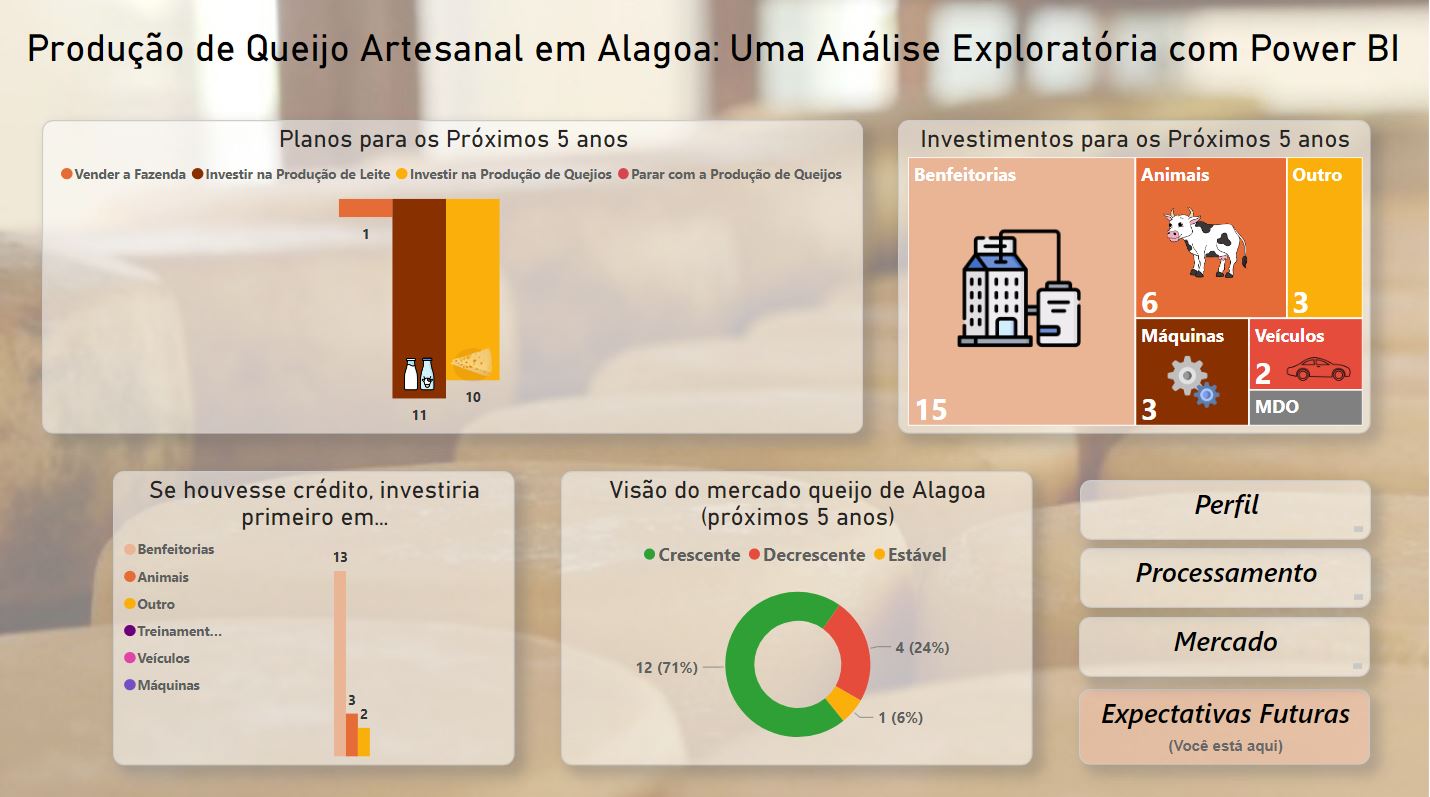 Produção de Queijo Artesanal em Alagoa: Uma Análise Exploratória com Power BI
Planos para os Próximos 5 anos
Vender a Fazenda Investir na Produção de Leite Investir na Produção de Quejios Parar com a Produção de Queijos
1
11
10
Investimentos para os Próximos 5 anos
Benfeitorias
15
Animais
6
Outro
3
Máquinas
3
Veículos
2
MDO
Se houvesse crédito, investiria
primeiro em...
Benfeitorias
Animais
Outro
Treinament...
Veículos
Máquinas
13
3
2
Visão do mercado queijo de Alagoa
(próximos 5 anos)
Crescente Decrescente Estável
12 (71%)
4 (24%)
1 (6%)
Perfil
Processamento
Mercado
Expectativas Futuras
(Você está aqui)